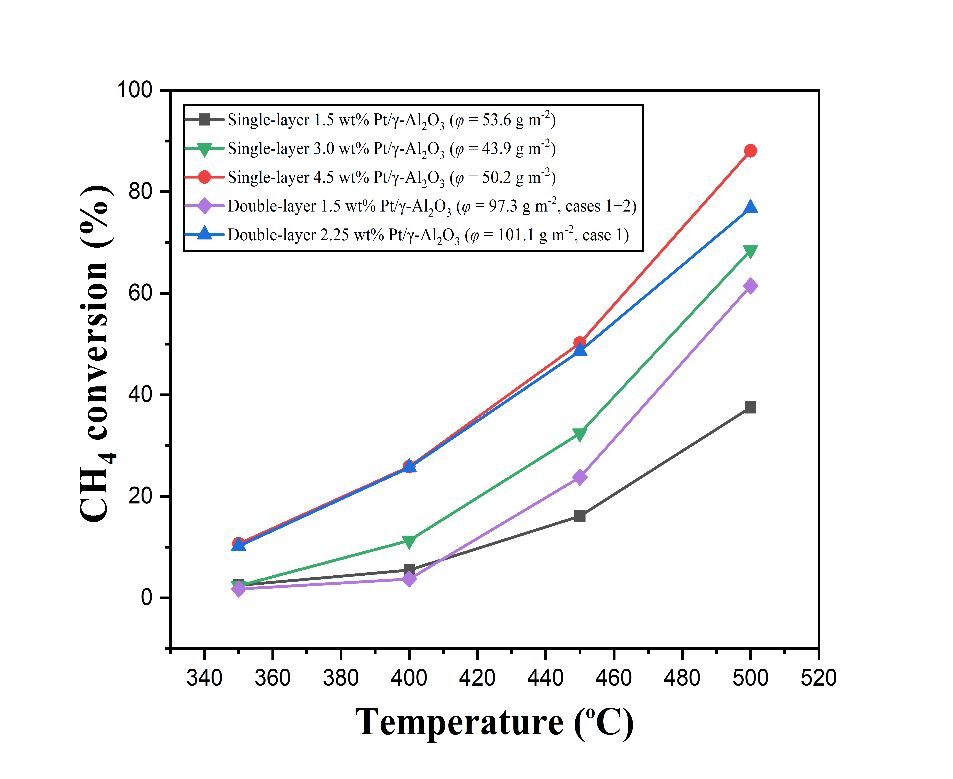 100
80
60
40
20
0
CH₄ conversion (%)
Single-layer 1.5 wt% Pt/γ-Al₂O₃ (φ = 53.6 g m⁻²)
Single-layer 3.0 wt% Pt/γ-Al₂O₃ (φ = 43.9 g m⁻²)
Single-layer 4.5 wt% Pt/γ-Al₂O₃ (φ = 50.2 g m⁻²)
Double-layer 1.5 wt% Pt/γ-Al₂O₃ (φ = 97.3 g m⁻², cases 1−2)
Double-layer 2.25 wt% Pt/γ-Al₂O₃ (φ = 101.1 g m⁻², case 1)
340 360 380 400 420 440 460 480 500 520
Temperature (ºC)